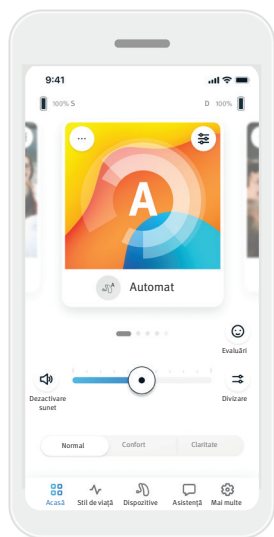 9:41
100% S
D 100%
A
A
Automat
Evaluări
Dezactivare
sunet
Divizare
Normal
Confort
Claritate
Acasă
Stil de viață
Dispozitive
Asistență
Mai multe